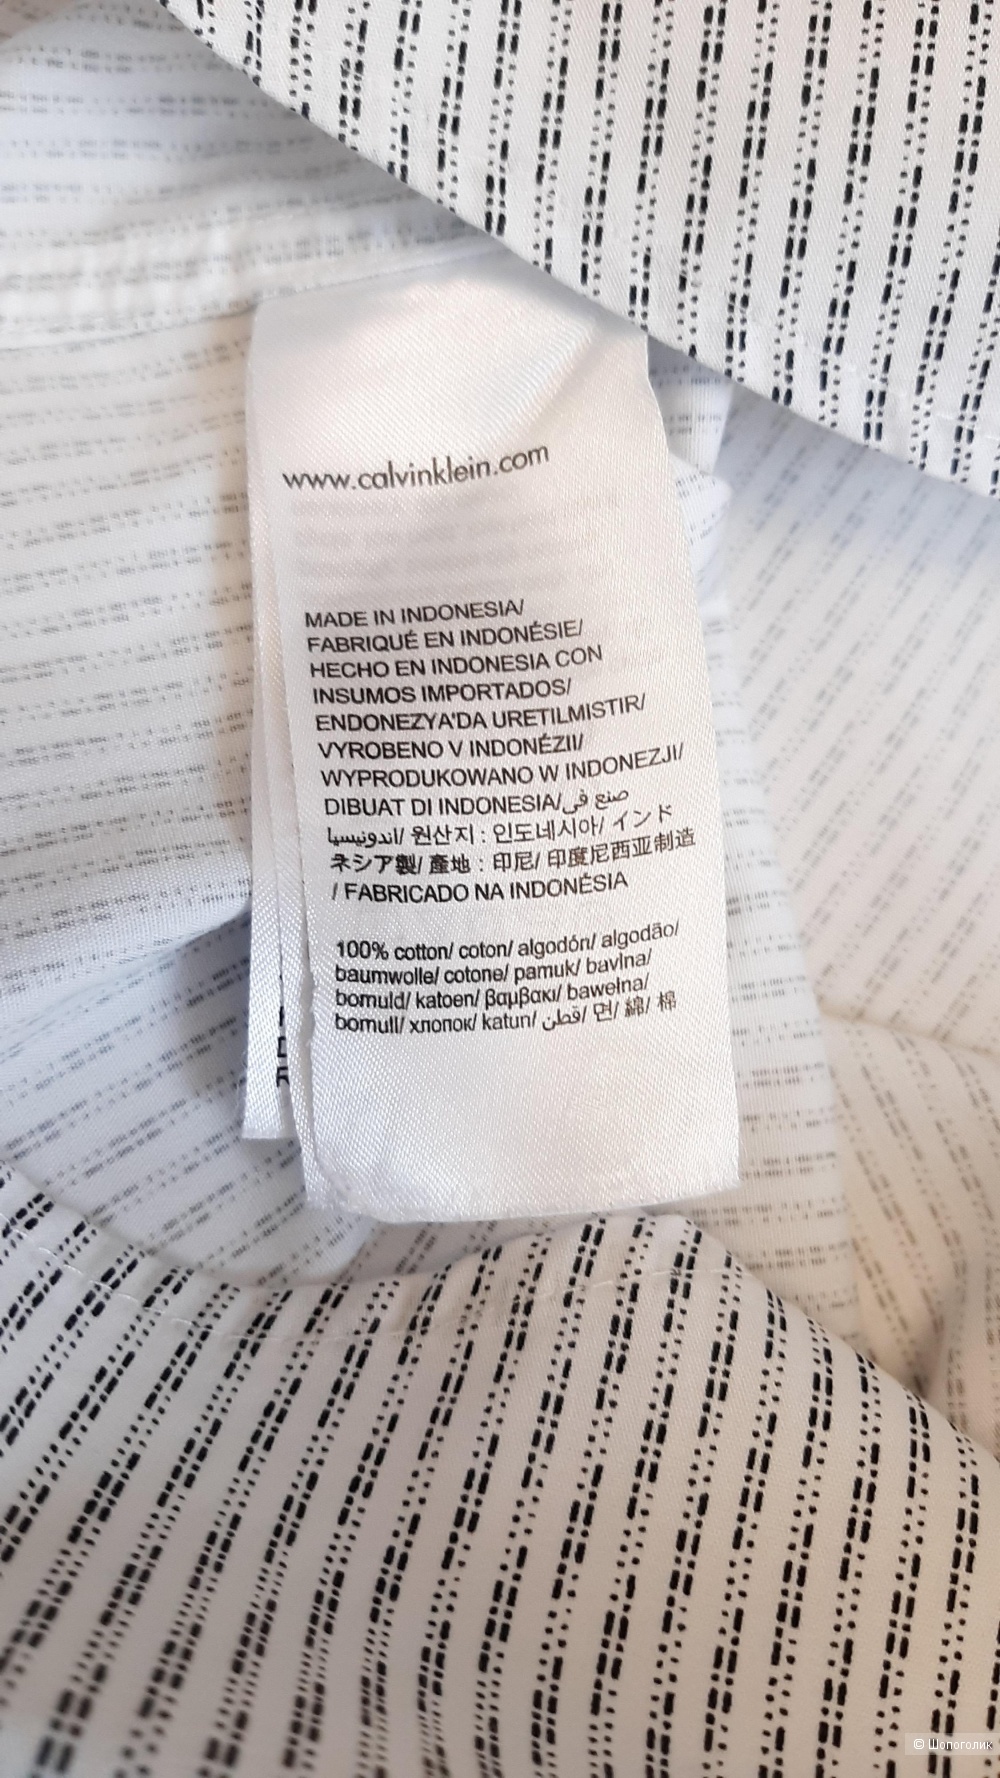 www.calvinklein.com
MADE IN INDONESIA/
FABRIQUÉ EN INDONÉSIE/
HECHO EN INDONESIA CON
INSUMOS IMPORTADOS/
ENDONEZYA'DA URETILMISTIR/
VYROBENO V INDONÉZII/
WYPRODUKOWANO W INDONEZJI/
DIBUAT DI INDONESIA/صنع في
اندونيسيا/ 원산지 : 인도네시아/ インド
ネシア製/ 産地 : 印尼/ 印度尼西亚制造
/ FABRICADO NA INDONÉSIA
100% cotton/ coton/ algodón/ algodão/
baumwolle/ cotone/ pamuk/ bavlna/
bomuld/ katoen/ βαμβακι/ bawełna/
bomull/ хлопок/ katun/ قطن/ 면/ 綿/ 棉
© Шопоголик